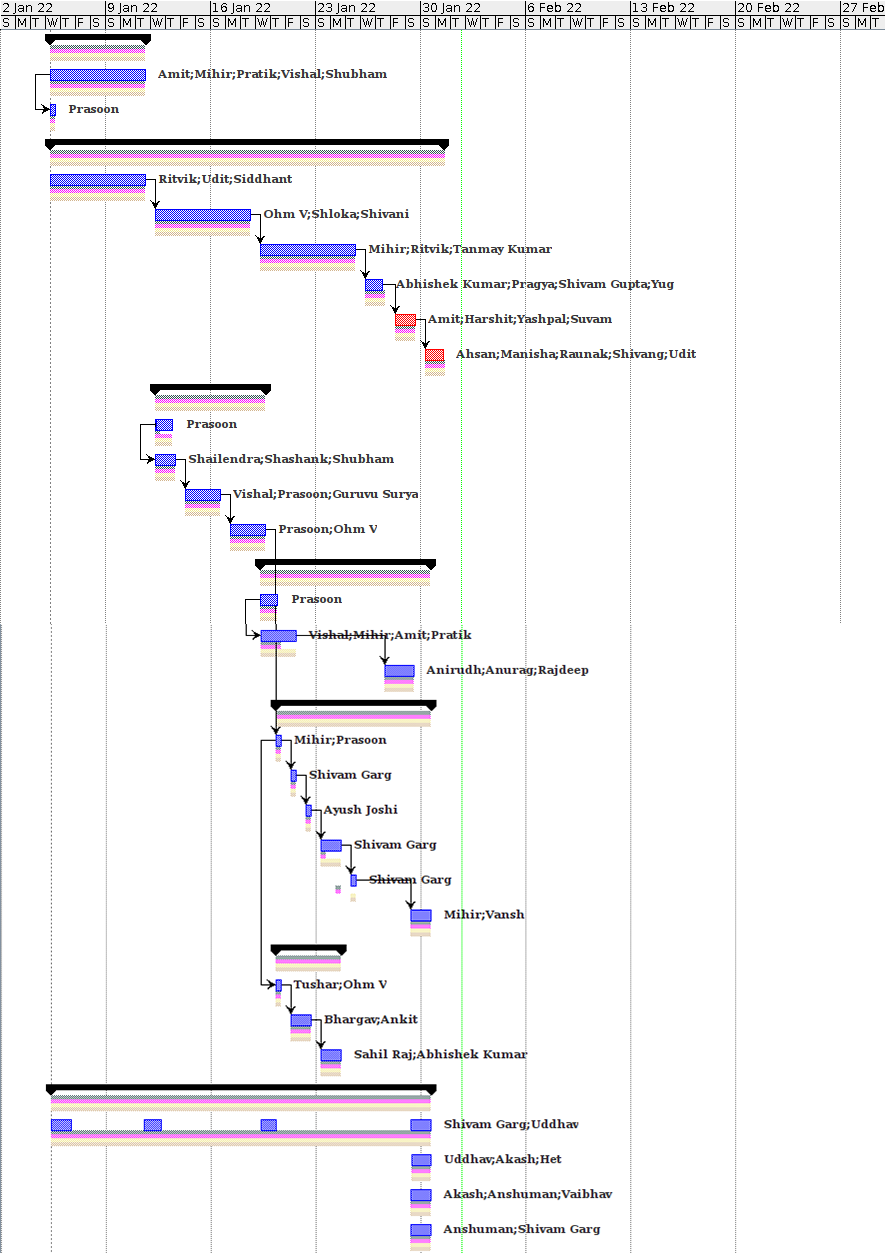 2 Jan 22 9 Jan 22 16 Jan 22 23 Jan 22 30 Jan 22 6 Feb 22 13 Feb 22 20 Feb 22 27 Feb
S M T W T F S S M T W T F S S M T W T F S S M T W T F S S M T W T F S S M T W T F S S M T W T F S S M T W T F S S M T
Amit;Mihir;Pratik;Vishal;Shubham
Prasoon
Ritvik;Udit;Siddhant
Ohm V;Shloka;Shivani
Mihir;Ritvik;Tanmay Kumar
Abhishek Kumar;Pragya;Shivam Gupta;Yug
Amit;Harshit;Yashpal;Suvam
Ahsan;Manisha;Raunak;Shivang;Udit
Prasoon
Shailendra;Shashank;Shubham
Vishal;Prasoon;Guruvu Surya
Prasoon;Ohm V
Prasoon
Vishal;Mihir;Amit;Pratik
Anirudh;Anurag;Rajdeep
Mihir;Prasoon
Shivam Garg
Ayush Joshi
Shivam Garg
Shivam Garg
Mihir;Vansh
Tushar;Ohm V
Bhargav;Ankit
Sahil Raj;Abhishek Kumar
Shivam Garg;Uddhav
Uddhav;Akash;Het
Akash;Anshuman;Vaibhav
Anshuman;Shivam Garg